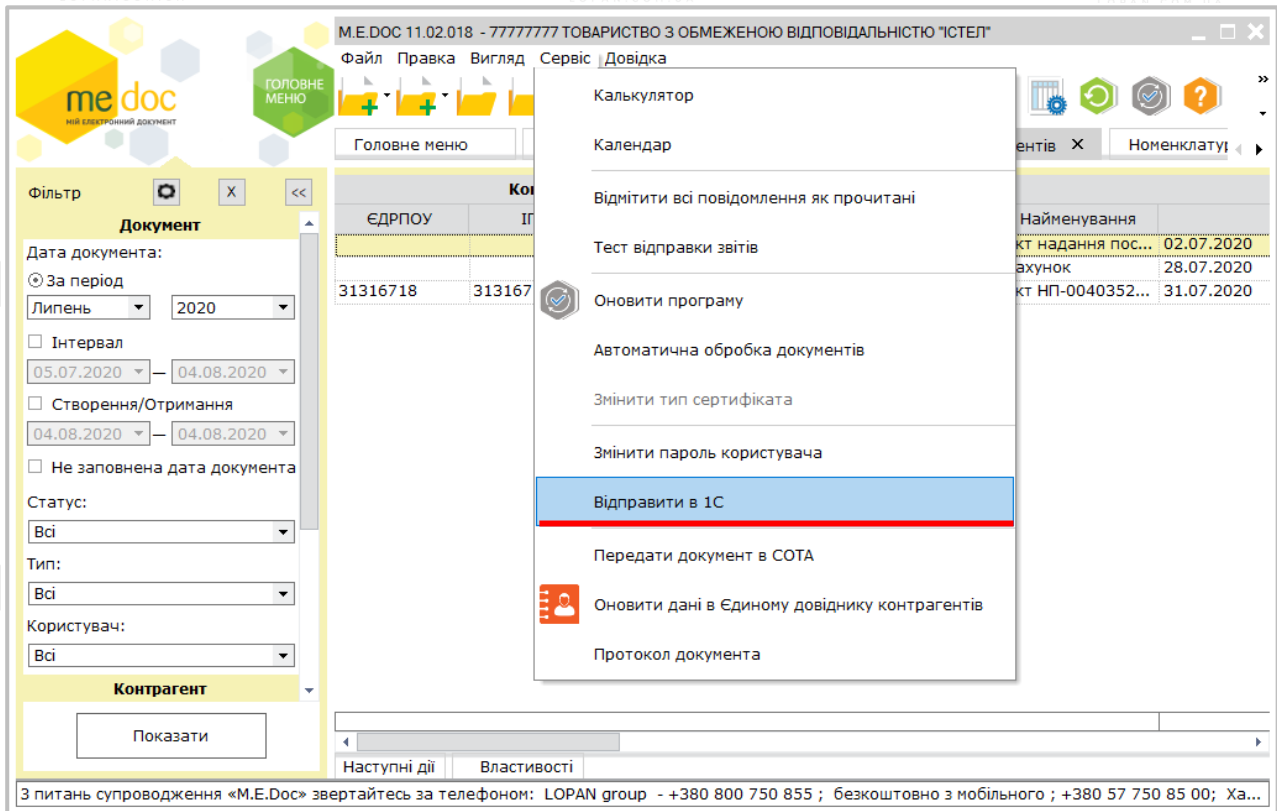 M.E.DOC 11.02.018 - 77777777 ТОВАРИСТВО З ОБМЕЖЕНОЮ ВІДПОВІДАЛЬНІСТЮ "ІСТЕЛ"
Файл Правка Вигляд Сервіс Довідка
me doc
МІЙ ЕЛЕКТРОННИЙ ДОКУМЕНТ
ГОЛОВНЕ
МЕНЮ
Головне меню
ентів X
Номенклату
Фільтр X <<
Документ
Дата документа:
За період
Липень 2020
Інтервал
05.07.2020 — 04.08.2020
Створення/Отримання
04.08.2020 — 04.08.2020
Не заповнена дата документа
Статус:
Всі
Тип:
Всі
Користувач:
Всі
Контрагент
Показати
Ко
ЄДРПОУ ІП Найменування
кт надання пос... 02.07.2020
ахунок 28.07.2020
31316718 313167 кт НП-0040352... 31.07.2020
Калькулятор
Календар
Відмітити всі повідомлення як прочитані
Тест відправки звітів
Оновити програму
Автоматична обробка документів
Змінити тип сертифіката
Змінити пароль користувача
Відправити в 1С
Передати документ в СОТА
Оновити дані в Єдиному довіднику контрагентів
Протокол документа
Наступні дії Властивості
З питань супроводження «M.E.Doc» звертайтесь за телефоном: LOPAN group - +380 800 750 855 ; безкоштовно з мобільного ; +380 57 750 85 00; Ха...